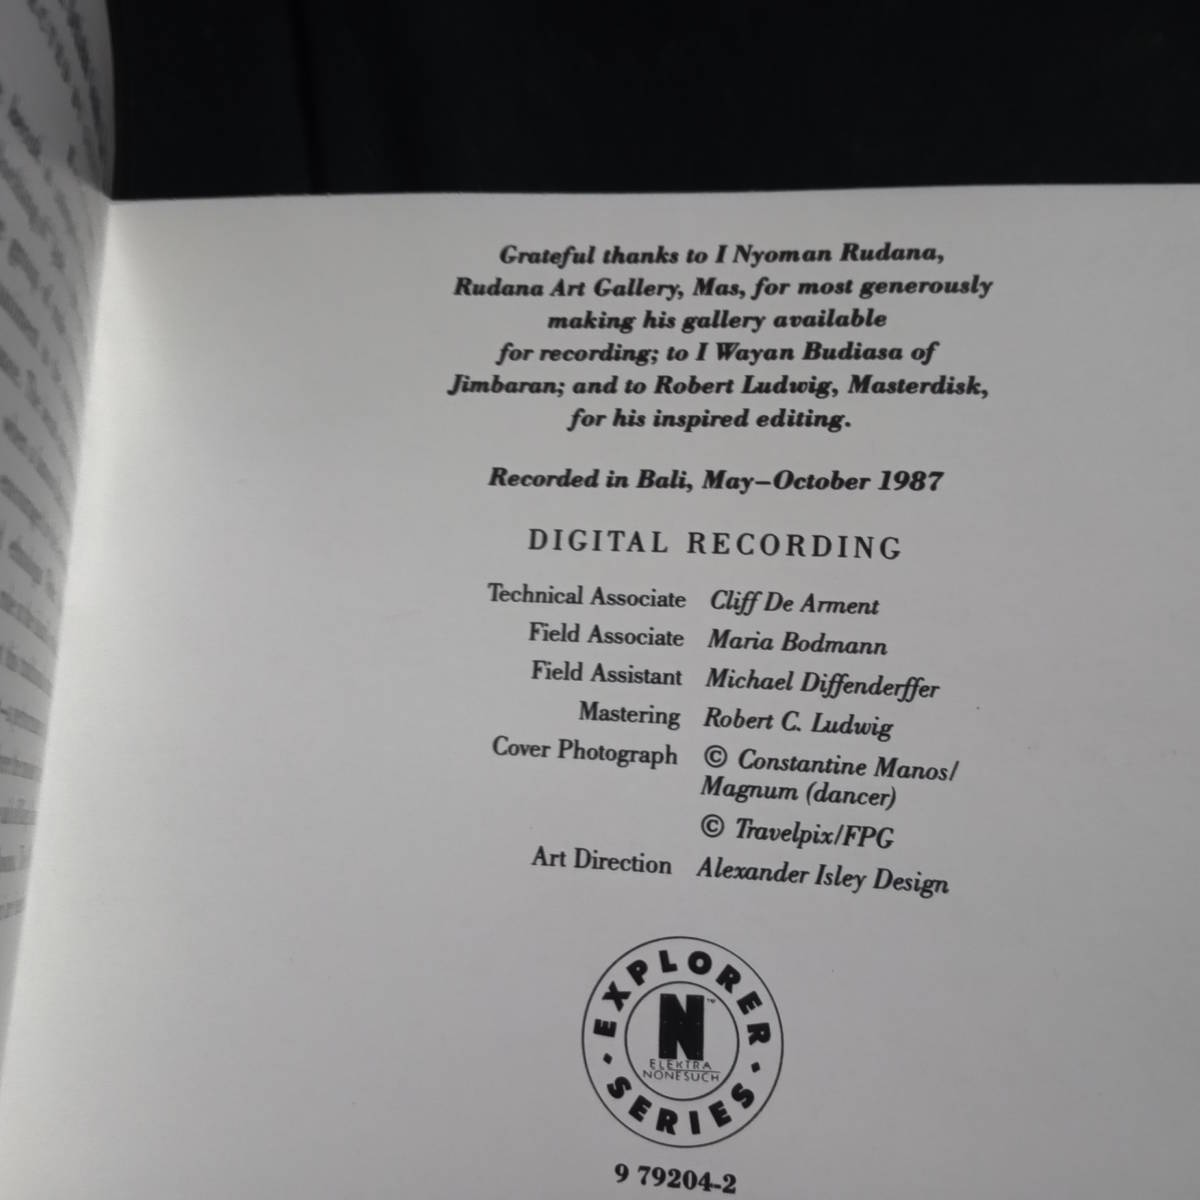 Grateful thanks to I Nyoman Rudana,
Rudana Art Gallery, Mas, for most generously
making his gallery available
for recording; to I Wayan Budiasa of
Jimbaran; and to Robert Ludwig, Masterdisk,
for his inspired editing.
Recorded in Bali, May–October 1987
DIGITAL RECORDING
Technical Associate Cliff De Arment
Field Associate Maria Bodmann
Field Assistant Michael Diffenderffer
Mastering Robert C. Ludwig
Cover Photograph © Constantine Manos/
Magnum (dancer)
© Travelpix/FPG
Art Direction Alexander Isley Design
EXPLORER
N™
ELEKTRA
NONESUCH
SERIES
9 79204-2